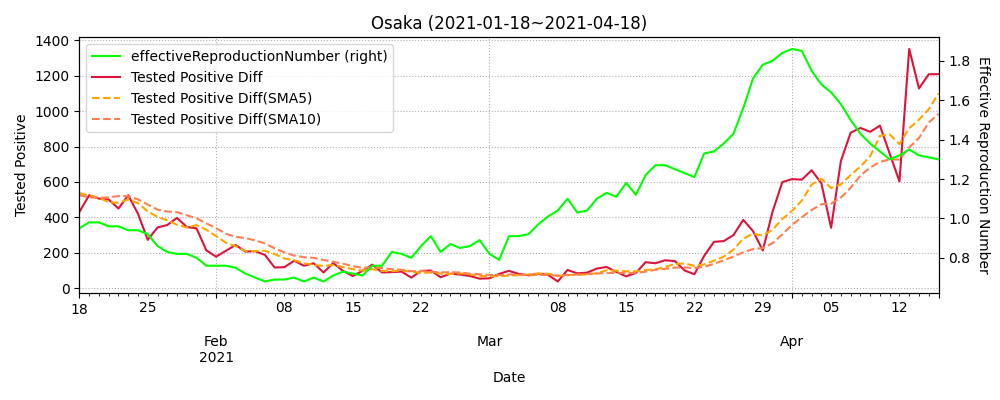 Osaka (2021-01-18~2021-04-18)
effectiveReproductionNumber (right)
Tested Positive Diff
Tested Positive Diff(SMA5)
Tested Positive Diff(SMA10)
Tested Positive
1400
1200
1000
800
600
400
200
0
1.8
1.6
1.4
1.2
1.0
0.8
Effective Reproduction Number
18 25 08 15 22 08 15 22 29 05 12
Feb Mar Apr
2021
Date